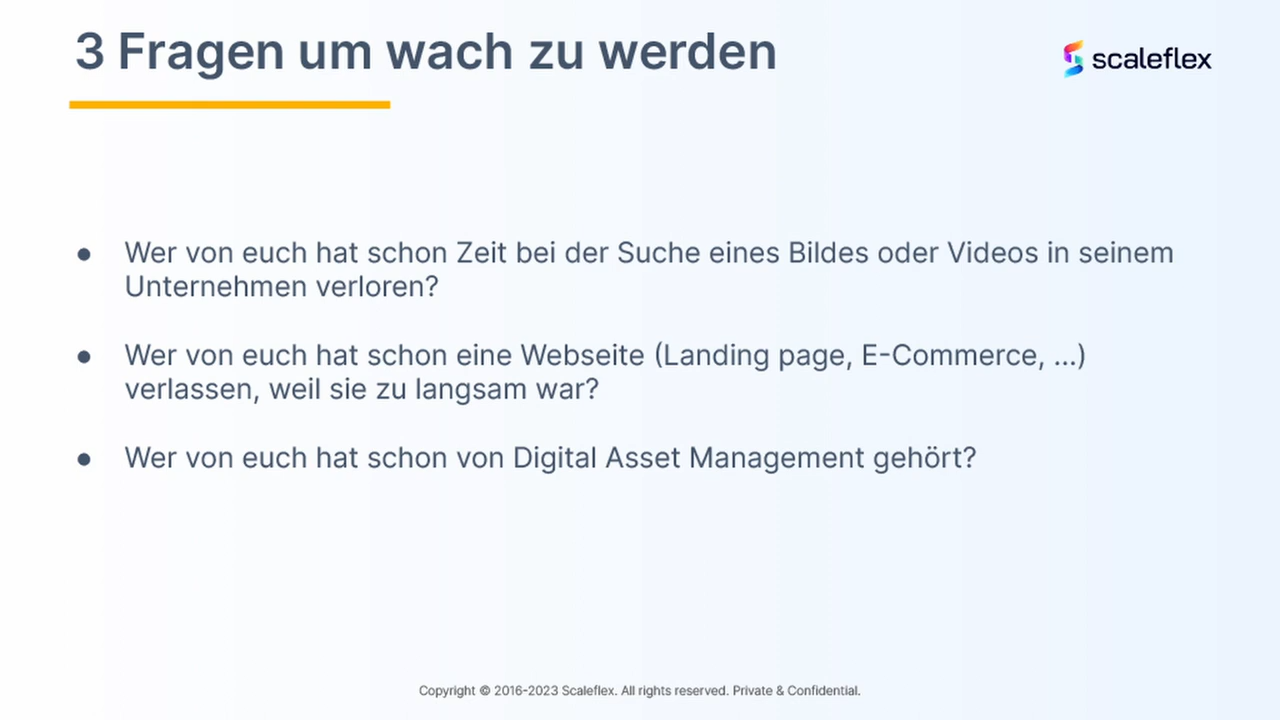 3 Fragen um wach zu werden
scaleflex
● Wer von euch hat schon Zeit bei der Suche eines Bildes oder Videos in seinem
Unternehmen verloren?
● Wer von euch hat schon eine Webseite (Landing page, E-Commerce, ...)
verlassen, weil sie zu langsam war?
● Wer von euch hat schon von Digital Asset Management gehört?
Copyright © 2016-2023 Scaleflex. All rights reserved. Private & Confidential.